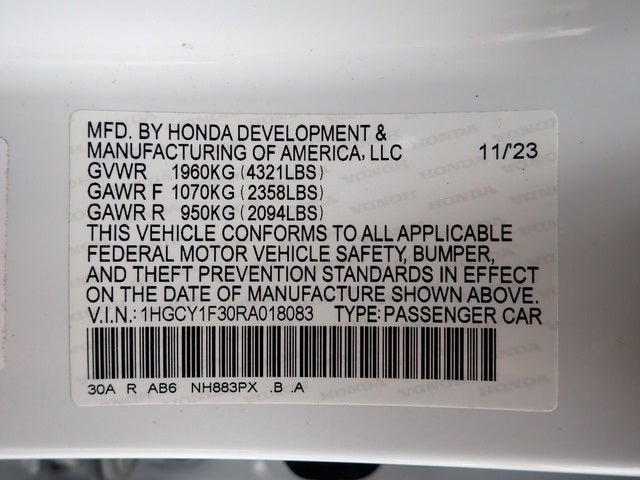 MFD. BY HONDA DEVELOPMENT &
MANUFACTURING OF AMERICA, LLC 11/'23
GVWR 1960KG (4321LBS)
GAWR F 1070KG (2358LBS)
GAWR R 950KG (2094LBS)
THIS VEHICLE CONFORMS TO ALL APPLICABLE
FEDERAL MOTOR VEHICLE SAFETY, BUMPER,
AND THEFT PREVENTION STANDARDS IN EFFECT
ON THE DATE OF MANUFACTURE SHOWN ABOVE.
V.I.N.: 1HGCY1F30RA018083 TYPE: PASSENGER CAR
30A R AB6 NH883PX .B .A